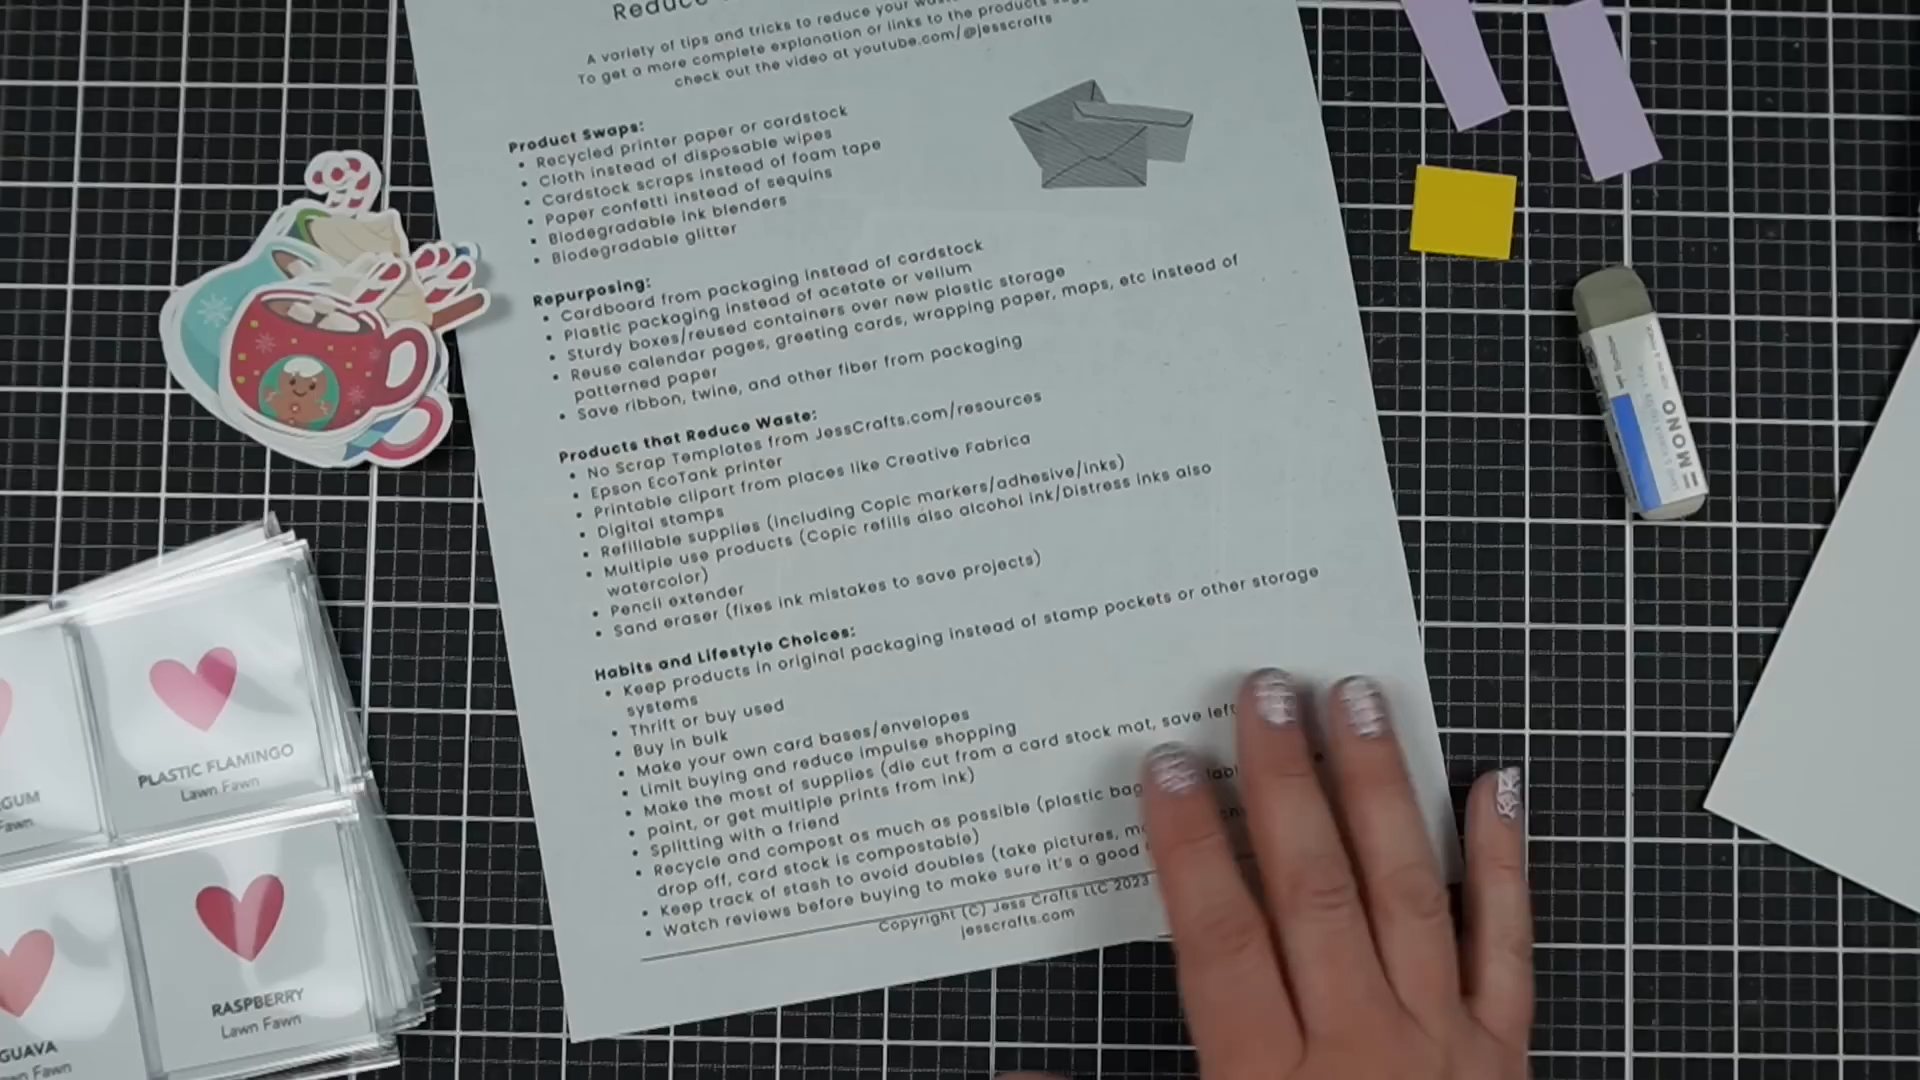 Reduce
A variety of tips and tricks to reduce your
To get a more complete explanation or links to the products
check out the video at youtube.com/@jesscrafts
Product Swaps:
• Recycled printer paper or cardstock
• Cloth instead of disposable wipes
• Cardstock scraps instead of foam tape
• Paper confetti instead of sequins
• Biodegradable ink blenders
• Biodegradable glitter
Repurposing:
• Cardboard from packaging instead of cardstock
• Plastic packaging instead of acetate or vellum
• Sturdy boxes/reused containers over new plastic storage
• Reuse calendar pages, greeting cards, wrapping paper, maps, etc instead of
patterned paper
• Save ribbon, twine, and other fiber from packaging
Products that Reduce Waste:
• No Scrap Templates from JessCrafts.com/resources
• Epson EcoTank printer
• Printable clipart from places like Creative Fabrica
• Digital stamps
• Refillable supplies (including Copic markers/adhesive/inks)
• Multiple use products (Copic refills also alcohol ink/Distress inks also
watercolor)
• Pencil extender
• Sand eraser (fixes ink mistakes to save projects)
Habits and Lifestyle Choices:
• Keep products in original packaging instead of stamp pockets or other storage
systems
• Thrift or buy used
• Buy in bulk
• Make your own card bases/envelopes
• Limit buying and reduce impulse shopping
• Make the most of supplies (die cut from a card stock mat, save left
paint, or get multiple prints from ink)
• Splitting with a friend
• Recycle and compost as much as possible (plastic bag
drop off, card stock is compostable)
• Keep track of stash to avoid doubles (take pictures,
• Watch reviews before buying to make sure it's a good
Copyright (C) Jess Crafts LLC 2023
jesscrafts.com
MONO
GUM
Fawn
PLASTIC FLAMINGO
Lawn Fawn
GUAVA
Fawn
RASPBERRY
Lawn Fawn